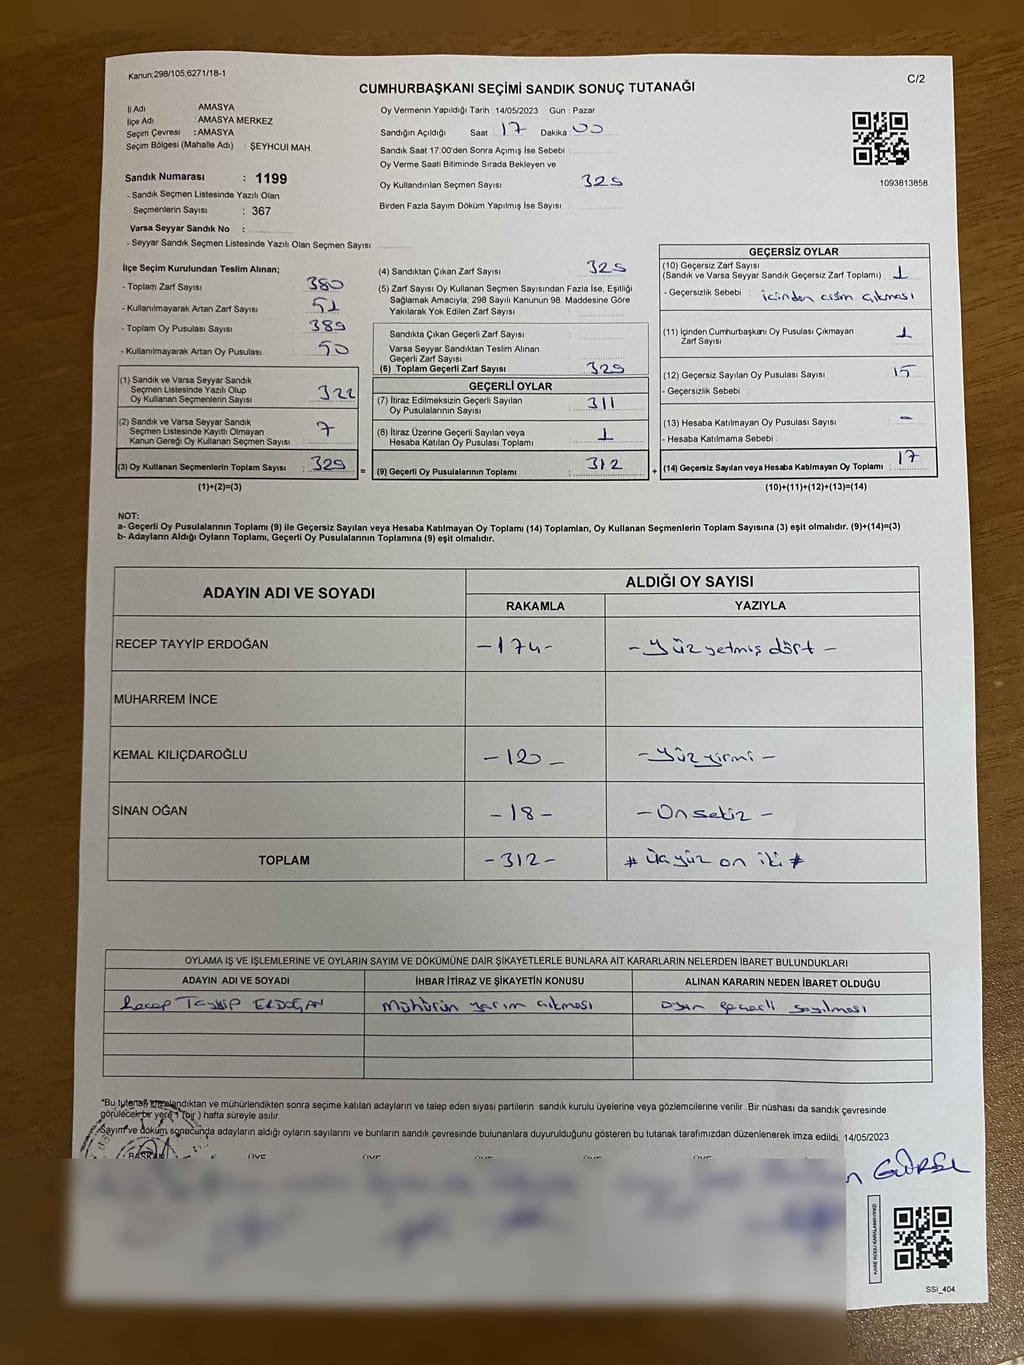 Kanun;298/105,6271/18-1
C/2
CUMHURBAŞKANI SEÇİMİ SANDIK SONUÇ TUTANAĞI
İl Adı AMASYA
İlçe Adı : AMASYA MERKEZ
Seçim Çevresi : AMASYA
Seçim Bölgesi (Mahalle Adı) : ŞEYHCUI MAH.
Sandık Numarası : 1199
- Sandık Seçmen Listesinde Yazılı Olan
Seçmenlerin Sayısı : 367
Varsa Seyyar Sandık No :
- Seyyar Sandık Seçmen Listesinde Yazılı Olan Seçmen Sayısı:
Oy Vermenin Yapıldığı Tarih : 14/05/2023 Gün : Pazar
Sandığın Açıldığı Saat : 17 Dakika : 00
Sandık Saat 17:00'den Sonra Açımış İse Sebebi :
Oy Verme Saati Bitiminde Sırada Bekleyen ve
Oy Kullandırılan Seçmen Sayısı : 329
Birden Fazla Sayım Döküm Yapılmış İse Sayısı :
1093813858
İlçe Seçim Kurulundan Teslim Alınan;
- Toplam Zarf Sayısı : 380
- Kullanılmayarak Artan Zarf Sayısı : 51
- Toplam Oy Pusulası Sayısı : 389
- Kullanılmayarak Artan Oy Pusulası : 50
(1) Sandık ve Varsa Seyyar Sandık
Seçmen Listesinde Yazılı Olup
Oy Kullanan Seçmenlerin Sayısı : 322
(2) Sandık ve Varsa Seyyar Sandık
Seçmen Listesinde Kayıtlı Olmayan
Kanun Gereği Oy Kullanan Seçmen Sayısı : 7
(3) Oy Kullanan Seçmenlerin Toplam Sayısı : 329 =
(1)+(2)=(3)
(4) Sandıktan Çıkan Zarf Sayısı : 329
(5) Zarf Sayısı Oy Kullanan Seçmen Sayısından Fazla İse, Eşitliği
Sağlamak Amacıyla, 298 Sayılı Kanunun 98. Maddesine Göre
Yakılarak Yok Edilen Zarf Sayısı :
Sandıkta Çıkan Geçerli Zarf Sayısı :
Varsa Seyyar Sandıktan Teslim Alınan
Geçerli Zarf Sayısı :
(6) Toplam Geçerli Zarf Sayısı : 329
GEÇERLİ OYLAR
(7) İtiraz Edilmeksizin Geçerli Sayılan
Oy Pusulalarının Sayısı : 311
(8) İtiraz Üzerine Geçerli Sayılan veya
Hesaba Katılan Oy Pusulası Toplamı : 1
(9) Geçerli Oy Pusulalarının Toplamı : 312 +
GEÇERSİZ OYLAR
(10) Geçersiz Zarf Sayısı
(Sandık ve Varsa Seyyar Sandık Geçersiz Zarf Toplamı) : 1
- Geçersizlik Sebebi : içinden çıkması
(11) İçinden Cumhurbaşkanı Oy Pusulası Çıkmayan
Zarf Sayısı : 1
(12) Geçersiz Sayılan Oy Pusulası Sayısı : 15
- Geçersizlik Sebebi :
(13) Hesaba Katılmayan Oy Pusulası Sayısı : -
- Hesaba Katılmama Sebebi :
(14) Geçersiz Sayılan veya Hesaba Katılmayan Oy Toplamı : 17
(10)+(11)+(12)+(13)=(14)
NOT:
a- Geçerli Oy Pusulalarının Toplamı (9) ile Geçersiz Sayılan veya Hesaba Katılmayan Oy Toplamı (14) Toplamları, Oy Kullanan Seçmenlerin Toplam Sayısına (3) eşit olmalıdır. (9)+(14)=(3)
b- Adayların Aldığı Oyların Toplamı, Geçerli Oy Pusulalarının Toplamına (9) eşit olmalıdır.
ADAYIN ADI VE SOYADI ALDIĞI OY SAYISI
RAKAMLA YAZIYLA
RECEP TAYYİP ERDOĞAN -174- -Yüz yetmiş dört -
MUHARREM İNCE
KEMAL KILIÇDAROĞLU -120- -Yüz yirmi -
SİNAN OĞAN -18- -On sekiz -
TOPLAM -312- # Üçyüz on iki #
OYLAMA İŞ VE İŞLEMLERİNE VE OYLARIN SAYIM VE DÖKÜMÜNE DAİR ŞİKAYETLERLE BUNLARA AİT KARARLARIN NELERDEN İBARET BULUNDUKLARI
ADAYIN ADI VE SOYADI İHBAR İTİRAZ VE ŞİKAYETİN KONUSU ALINAN KARARIN NEDEN İBARET OLDUĞU
Recep Tayyip ERDOĞAN Mühürün yarım çıkması Oyun geçerli sayılması
*Bu tutanak imzalandıktan ve mühürlendikten sonra seçime katılan adayların ve talep eden siyasi partilerin sandık kurulu üyelerine veya gözlemcilerine verilir. Bir nüshası da sandık çevresinde
görülecek bir yere 1 (bir) hafta süreyle asılır.
Sayım ve döküm sonucunda adayların aldığı oyların sayılarını ve bunların sandık çevresinde bulunanlara duyurulduğunu gösteren bu tutanak tarafımızdan düzenlenerek imza edildi. 14/05/2023
BAŞKAN ÜYE ÜYE ÜYE ÜYE ÜYE
GÜRSL
KARE KODU KARALAMAYINIZ!
SSİ_404